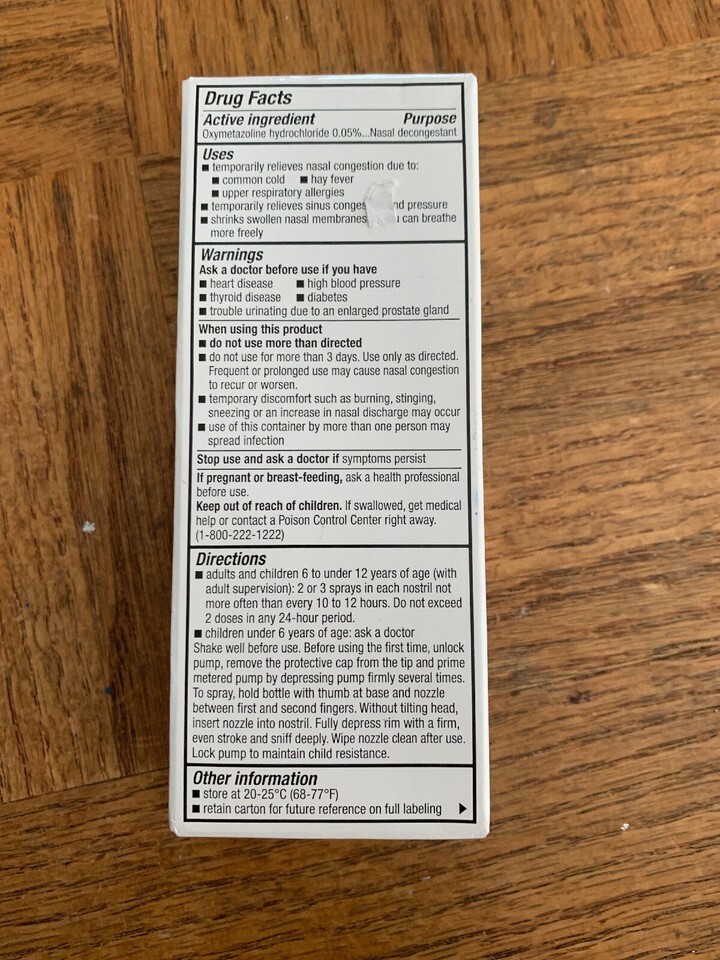 Drug Facts
Active ingredient Purpose
Oxymetazoline hydrochloride 0.05%...Nasal decongestant
Uses
■ temporarily relieves nasal congestion due to:
■ common cold ■ hay fever
■ upper respiratory allergies
■ temporarily relieves sinus pressure
■ shrinks swollen nasal membranes can breathe
more freely
Warnings
Ask a doctor before use if you have
■ heart disease ■ high blood pressure
■ thyroid disease ■ diabetes
■ trouble urinating due to an enlarged prostate gland
When using this product
■ do not use more than directed
■ do not use for more than 3 days. Use only as directed.
Frequent or prolonged use may cause nasal congestion
to recur or worsen.
■ temporary discomfort such as burning, stinging,
sneezing or an increase in nasal discharge may occur
■ use of this container by more than one person may
spread infection
Stop use and ask a doctor if symptoms persist
If pregnant or breast-feeding, ask a health professional
before use.
Keep out of reach of children. If swallowed, get medical
help or contact a Poison Control Center right away.
(1-800-222-1222)
Directions
■ adults and children 6 to under 12 years of age (with
adult supervision): 2 or 3 sprays in each nostril not
more often than every 10 to 12 hours. Do not exceed
2 doses in any 24-hour period.
■ children under 6 years of age: ask a doctor
Shake well before use. Before using the first time, unlock
pump, remove the protective cap from the tip and prime
metered pump by depressing pump firmly several times.
To spray, hold bottle with thumb at base and nozzle
between first and second fingers. Without tilting head,
insert nozzle into nostril. Fully depress rim with a firm,
even stroke and sniff deeply. Wipe nozzle clean after use.
Lock pump to maintain child resistance.
Other information
■ store at 20-25°C (68-77°F)
■ retain carton for future reference on full labeling